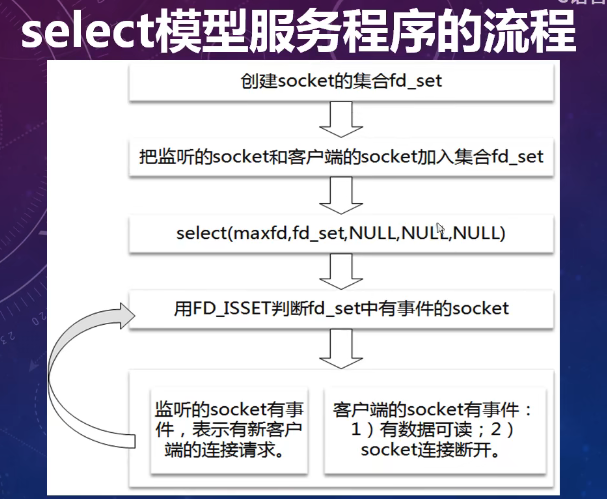 select模型服务程序的流程
创建socket的集合fd_set
把监听的socket和客户端的socket加入集合fd_set
select(maxfd,fd_set,NULL,NULL,NULL)
用FD_ISSET判断fd_set中有事件的socket
监听的socket有事
件，表示有新客户
端的连接请求。
客户端的socket有事件：
1）有数据可读；2）
socket连接断开。